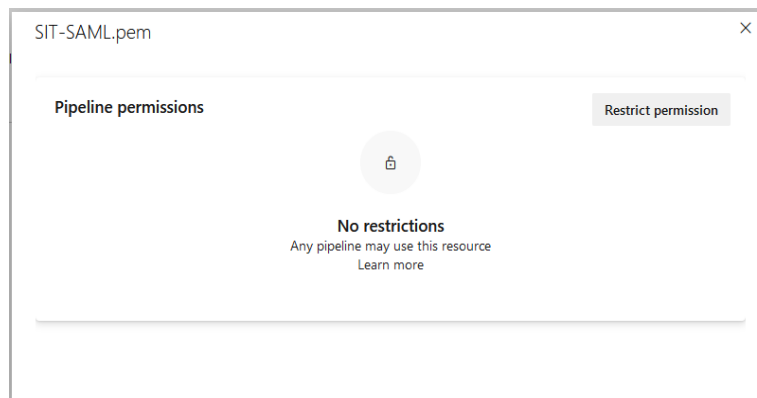 SIT-SAML.pem
Pipeline permissions
Restrict permission
No restrictions
Any pipeline may use this resource
Learn more